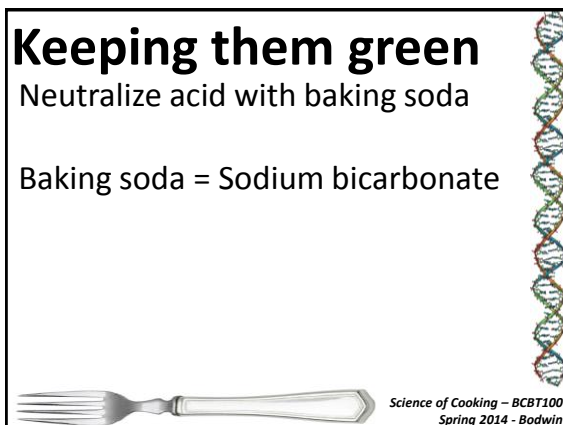 Keeping them green
Neutralize acid with baking soda
Baking soda = Sodium bicarbonate
Science of Cooking – BCBT100
Spring 2014 - Bodwin